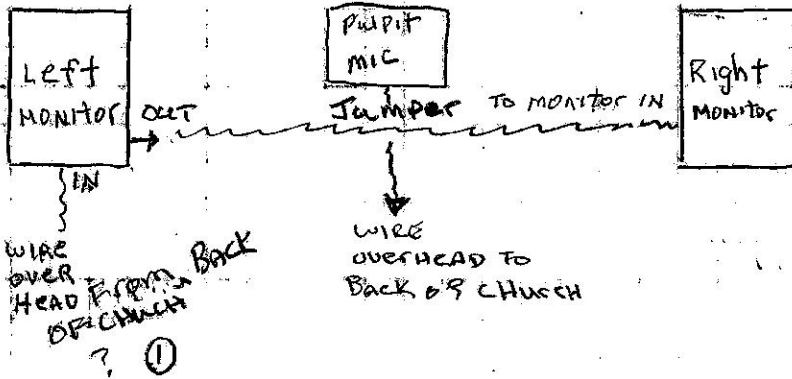 Left
MONITOR
OUT
IN
PULPIT
MIC
Jumper
TO MONITOR IN
Right
MONITOR
WIRE
OVER
HEAD From Back
OF CHURCH
? ①
WIRE
OVERHEAD TO
Back OF CHURCH